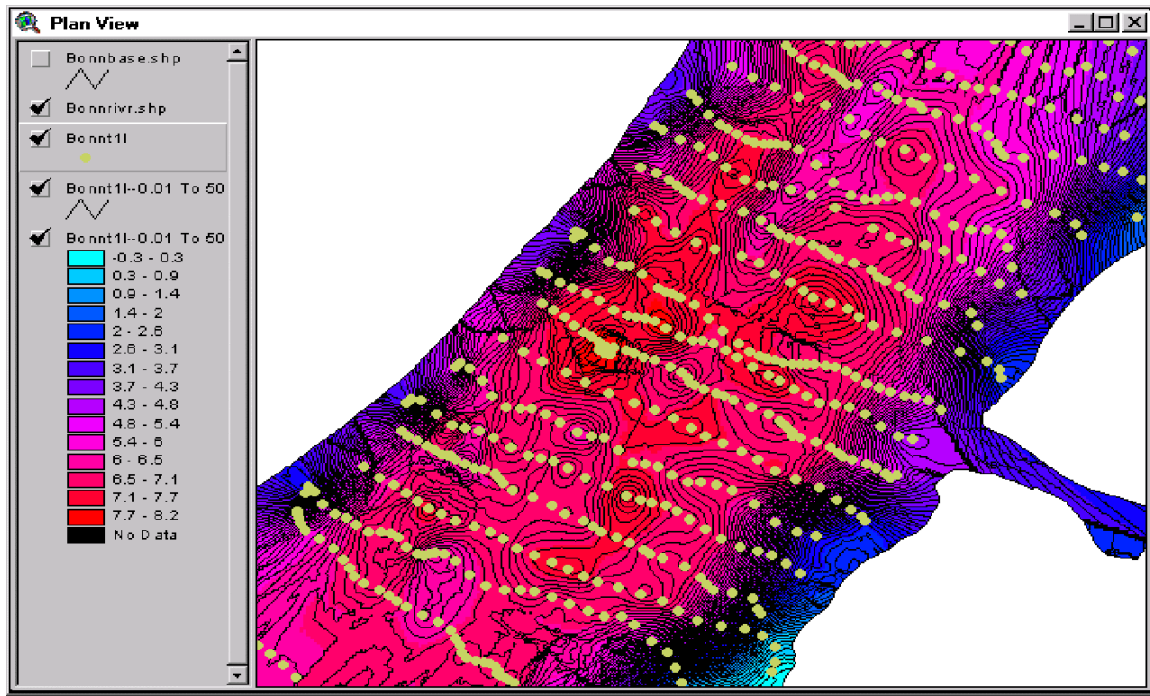 Plan View
Bonnbase.shp
Bonnrivr.shp
Bonnt1l
Bonnt1l--0.01 To 50
Bonnt1l--0.01 To 50
-0.3 - 0.3
0.3 - 0.9
0.9 - 1.4
1.4 - 2
2 - 2.6
2.6 - 3.1
3.1 - 3.7
3.7 - 4.3
4.3 - 4.8
4.8 - 5.4
5.4 - 6
6 - 6.5
6.5 - 7.1
7.1 - 7.7
7.7 - 8.2
No Data